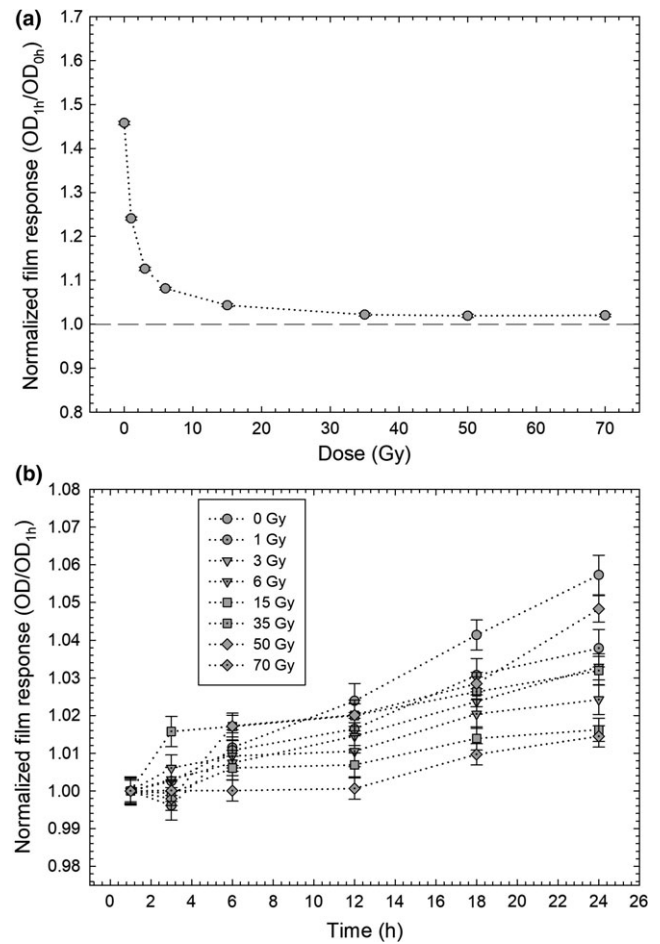 (a)
1.7
1.6
1.5
1.4
1.3
1.2
1.1
1.0
0.9
0.8
Normalized film response (OD1h/OD0h)
0 10 20 30 40 50 60 70
Dose (Gy)
(b)
1.08
1.07
1.06
1.05
1.04
1.03
1.02
1.01
1.00
0.99
0.98
Normalized film response (OD/OD1h)
0 Gy
1 Gy
3 Gy
6 Gy
15 Gy
35 Gy
50 Gy
70 Gy
0 2 4 6 8 10 12 14 16 18 20 22 24 26
Time (h)